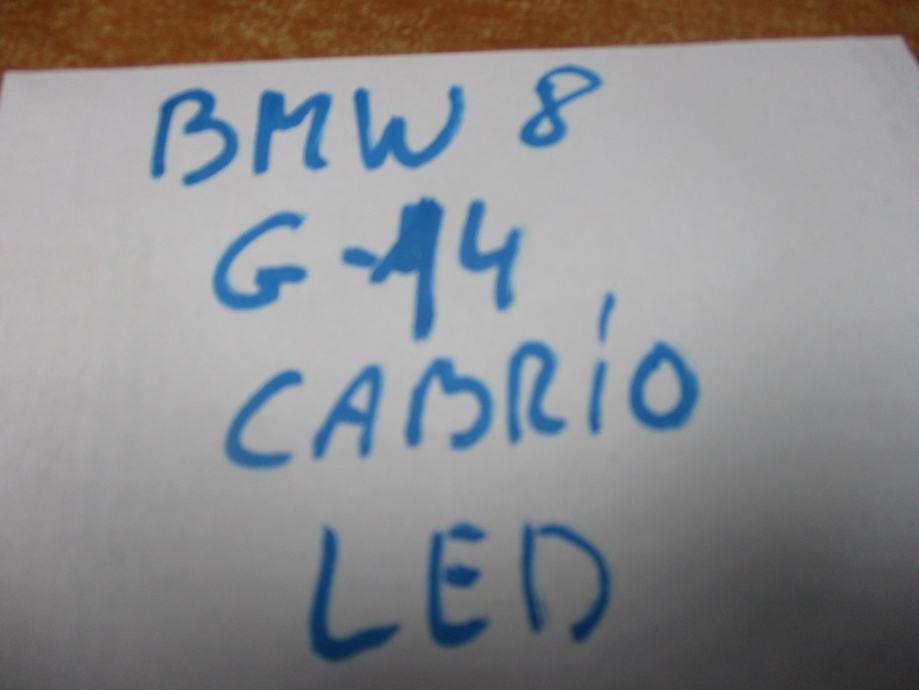 BMW 8
G-14
CABRiO
LED